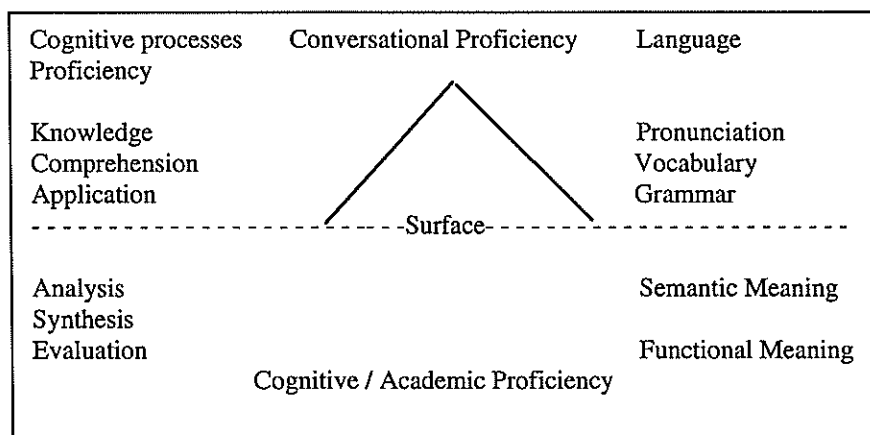 Cognitive processes Conversational Proficiency Language
Proficiency
Knowledge Pronunciation
Comprehension Vocabulary
Application Grammar
Surface
Analysis Semantic Meaning
Synthesis
Evaluation Functional Meaning
Cognitive / Academic Proficiency